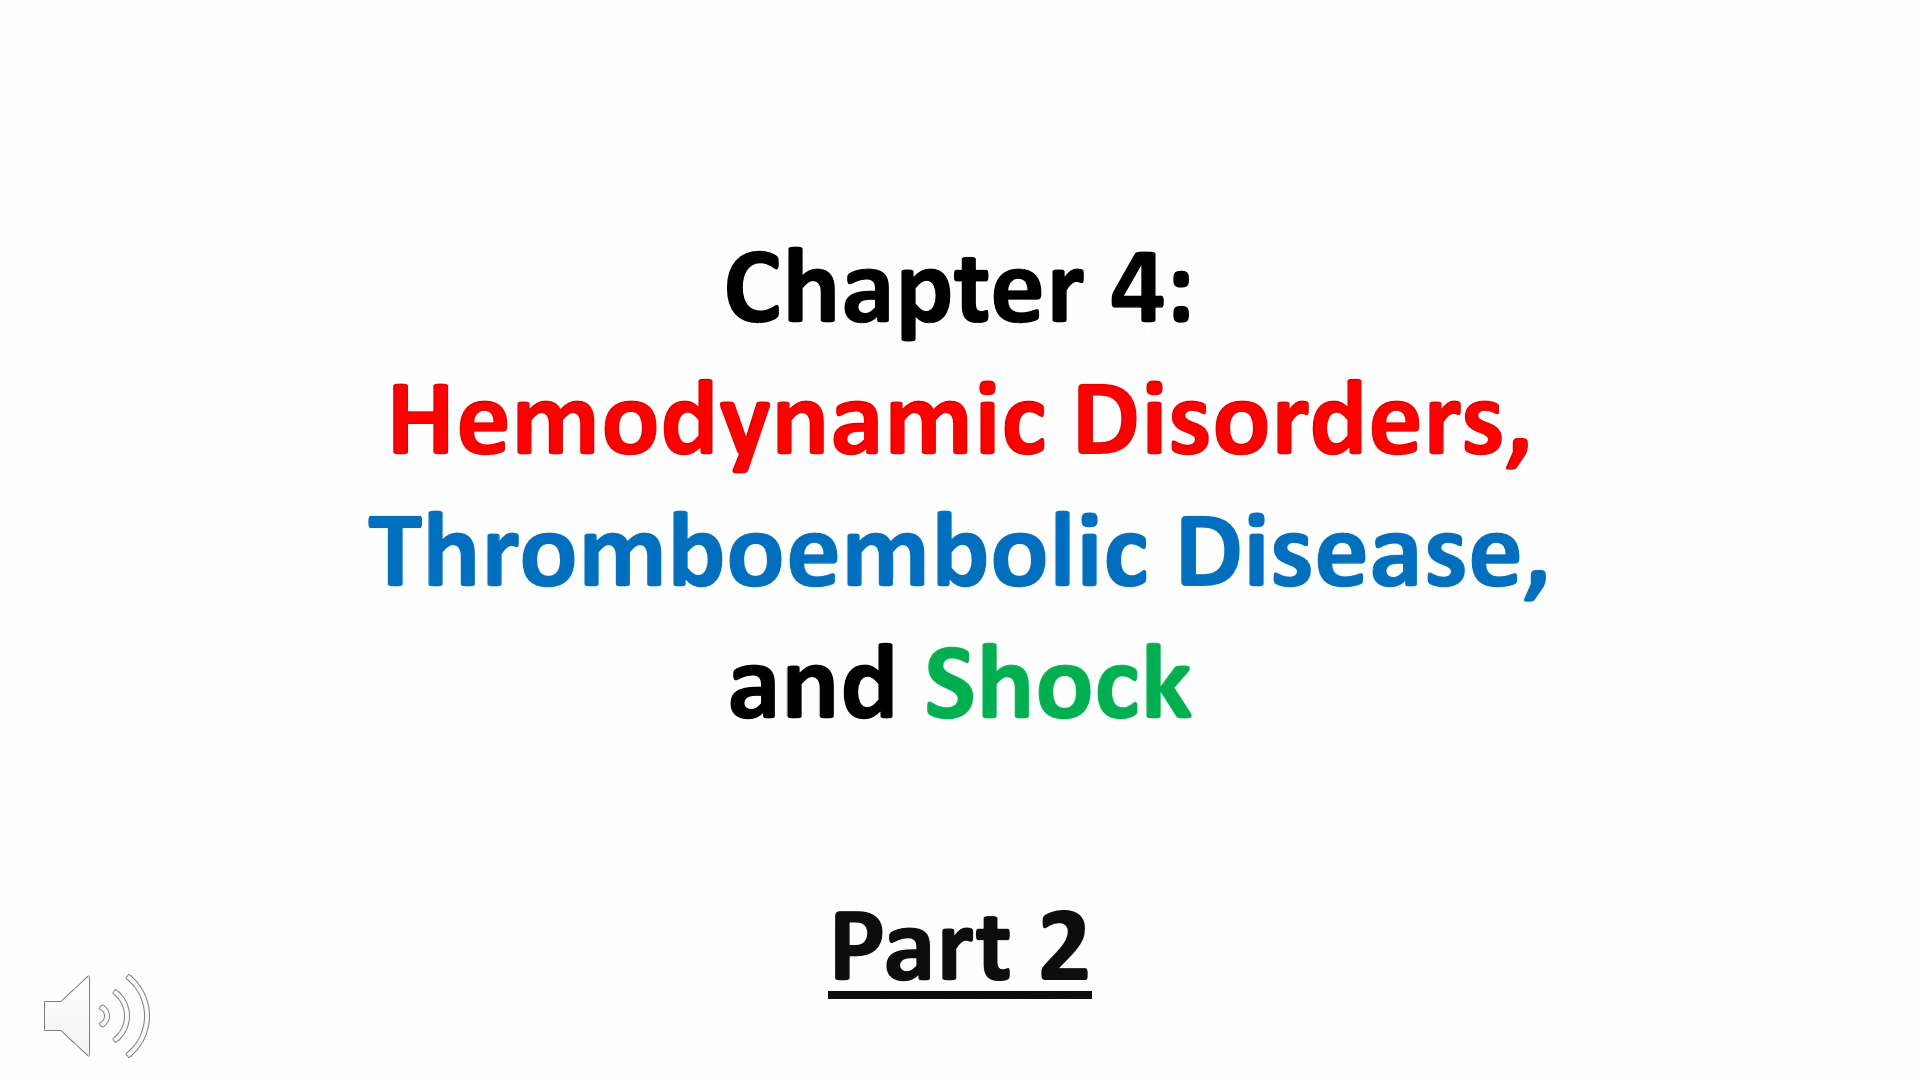 Chapter 4:
Hemodynamic Disorders,
Thromboembolic Disease,
and Shock
Part 2